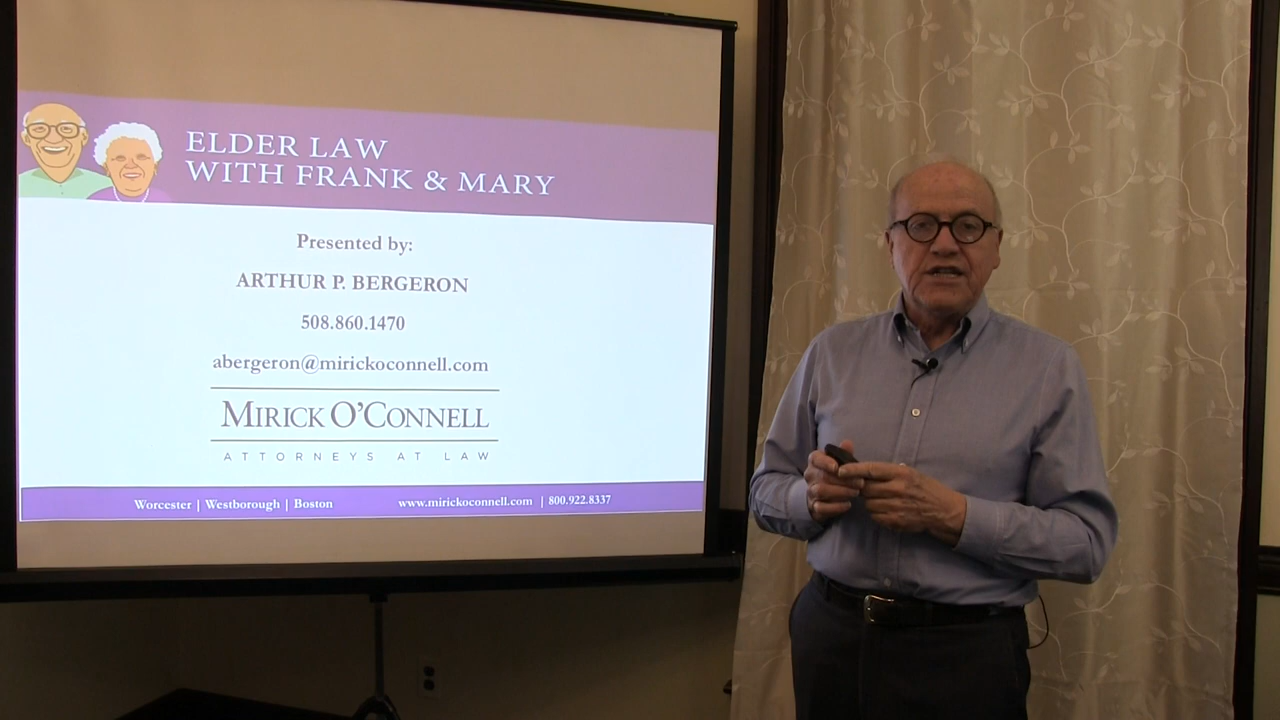 ELDER LAW
WITH FRANK & MARY
Presented by:
ARTHUR P. BERGERON
508.860.1470
abergeron@mirickoconnell.com
MIRICK O'CONNELL
ATTORNEYS AT LAW
Worcester | Westborough | Boston www.mirickoconnell.com | 800.922.8337